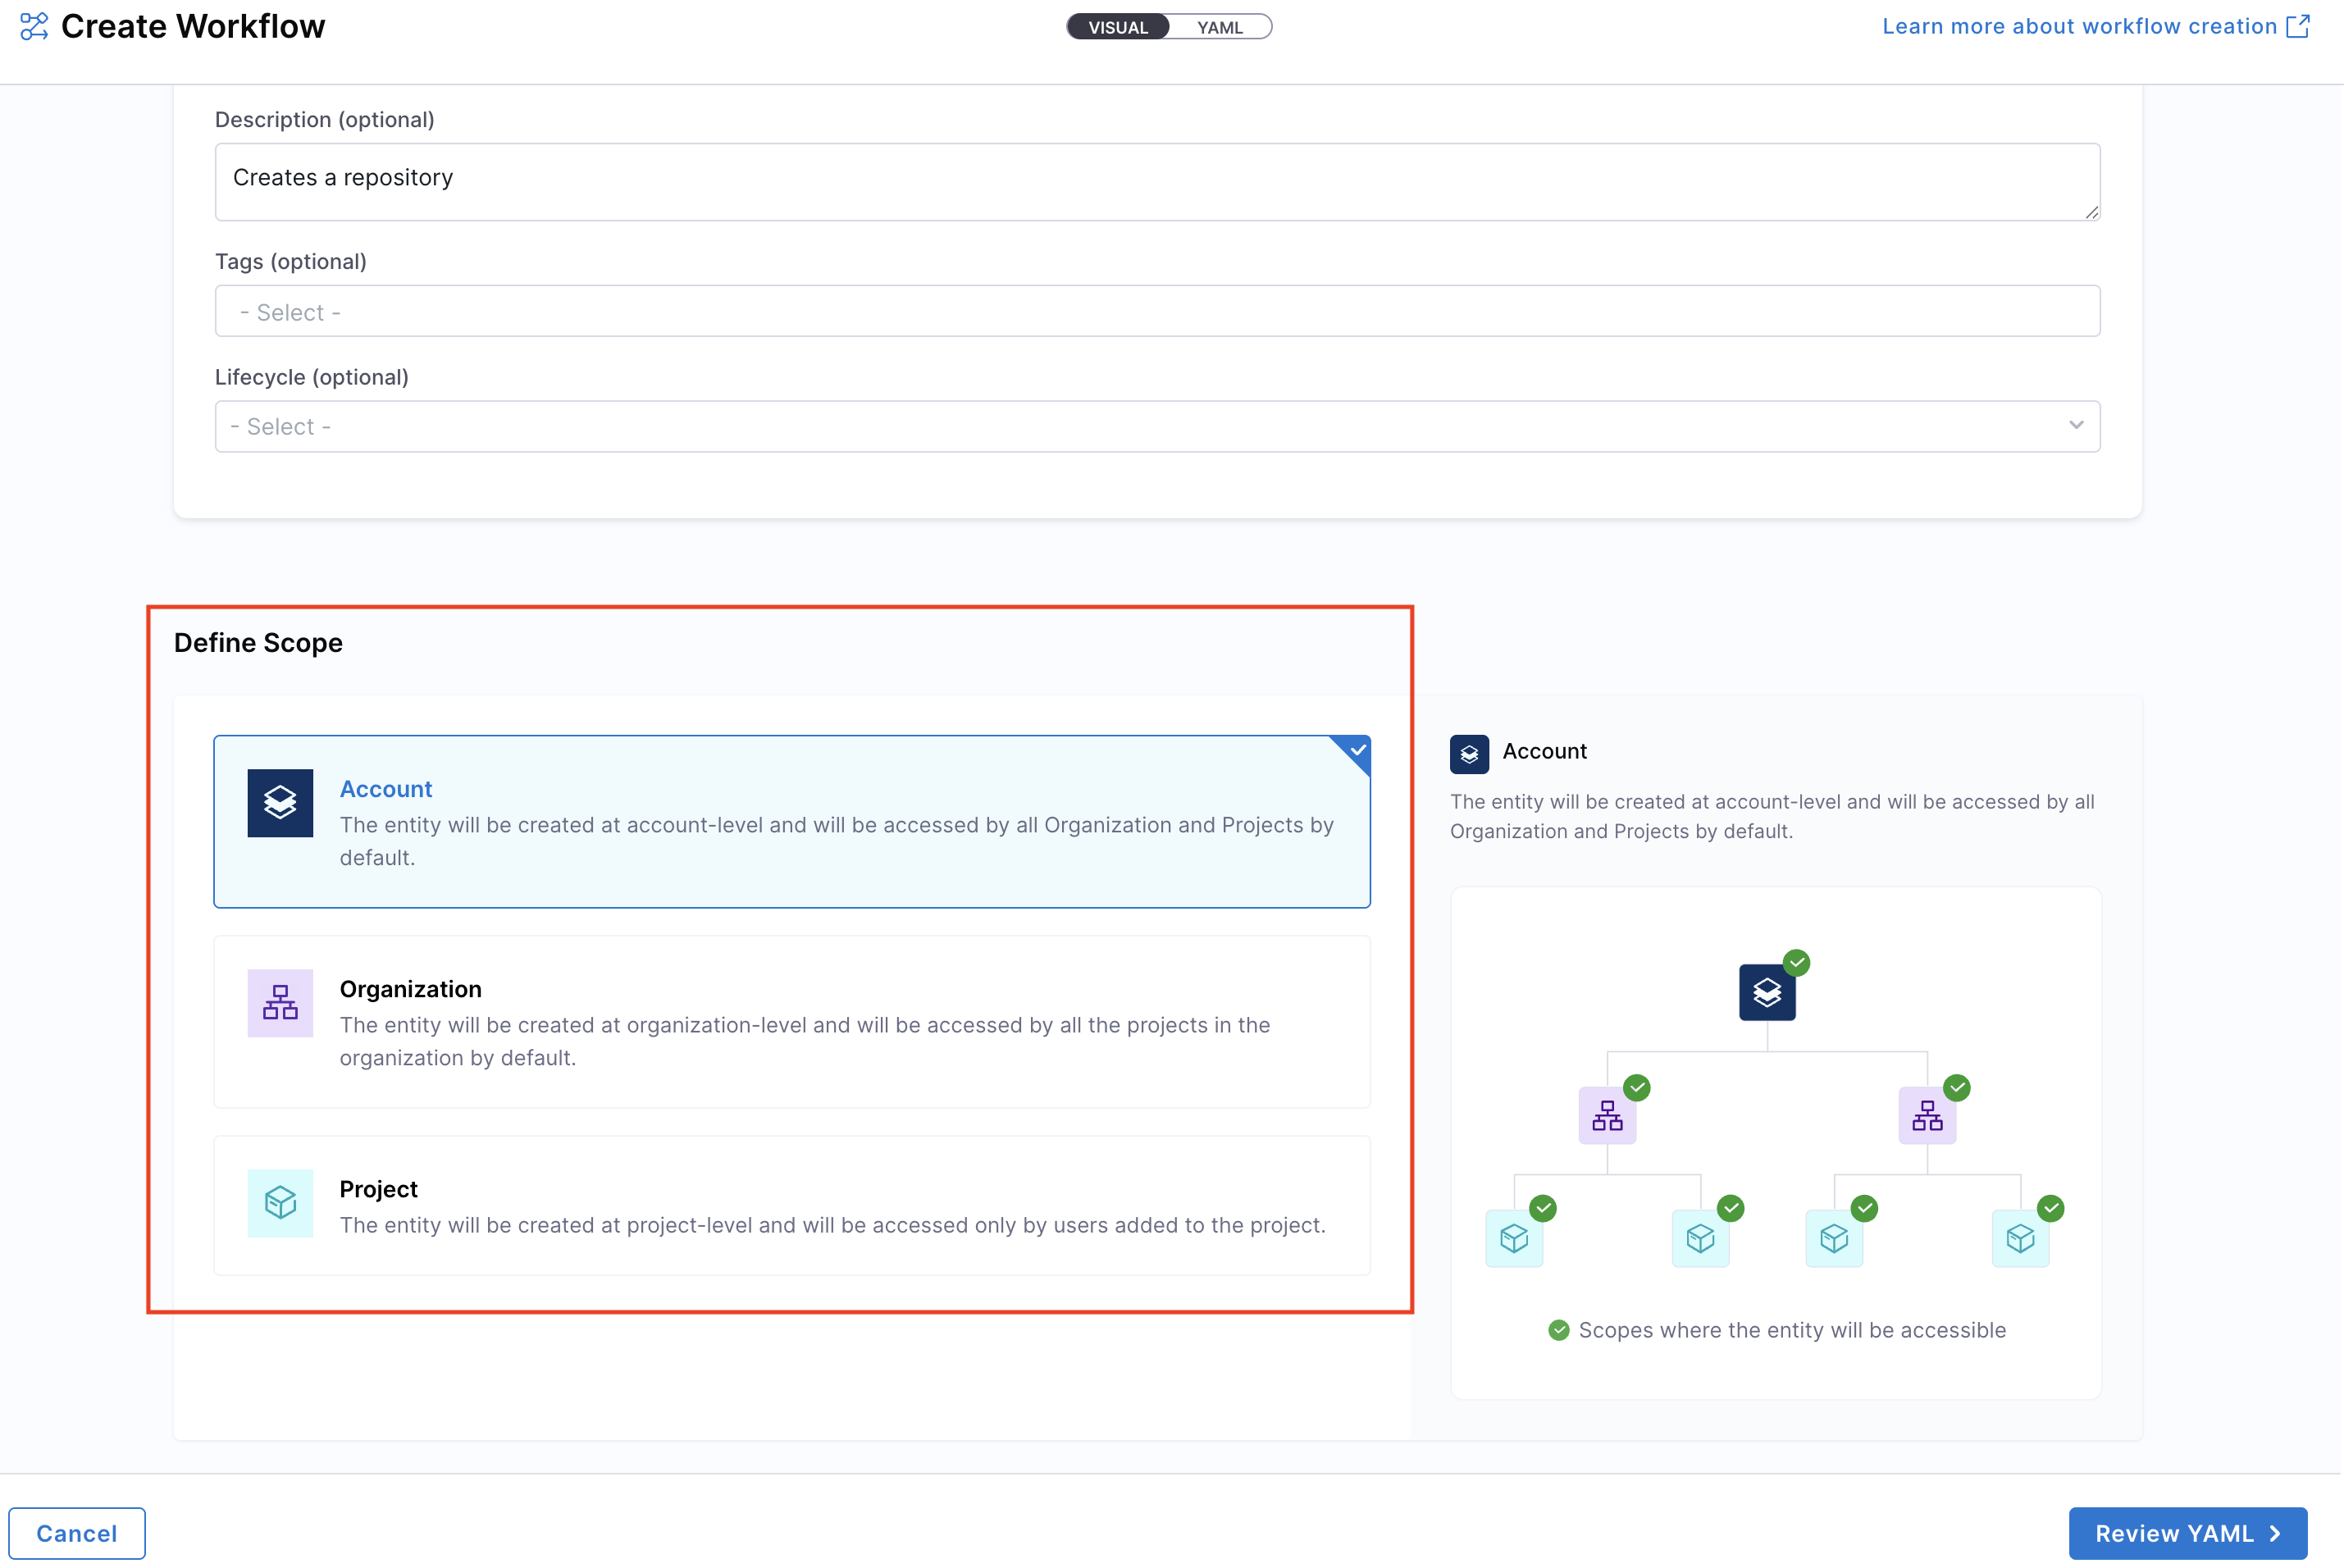 Create Workflow
VISUAL
YAML
Learn more about workflow creation
Description (optional)
Creates a repository
Tags (optional)
- Select -
Lifecycle (optional)
- Select -
Define Scope
Account
The entity will be created at account-level and will be accessed by all Organization and Projects by
default.
Organization
The entity will be created at organization-level and will be accessed by all the projects in the
organization by default.
Project
The entity will be created at project-level and will be accessed only by users added to the project.
Account
The entity will be created at account-level and will be accessed by all
Organization and Projects by default.
Scopes where the entity will be accessible
Cancel
Review YAML